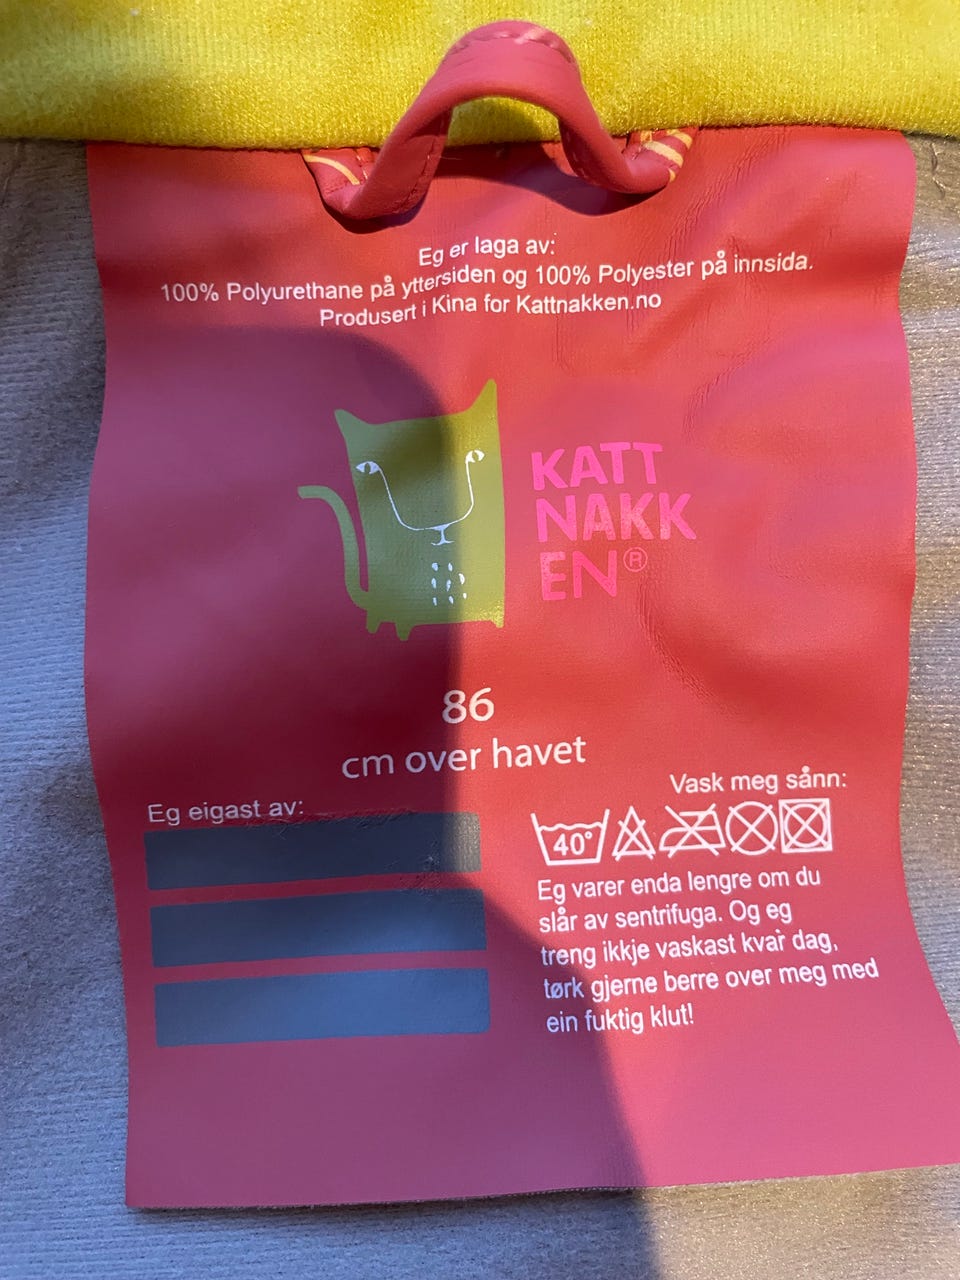 Eg er laga av:
100% Polyurethane på yttersiden og 100% Polyester på innsida.
Produsert i Kina for Kattnakken.no
KATT
NAKK
EN®
86
cm over havet
Eg eigast av:
Vask meg sånn:
40°
Eg varer enda lengre om du
slår av sentrifuga. Og eg
treng ikkje vaskast kvar dag,
tørk gjerne berre over meg med
ein fuktig klut!